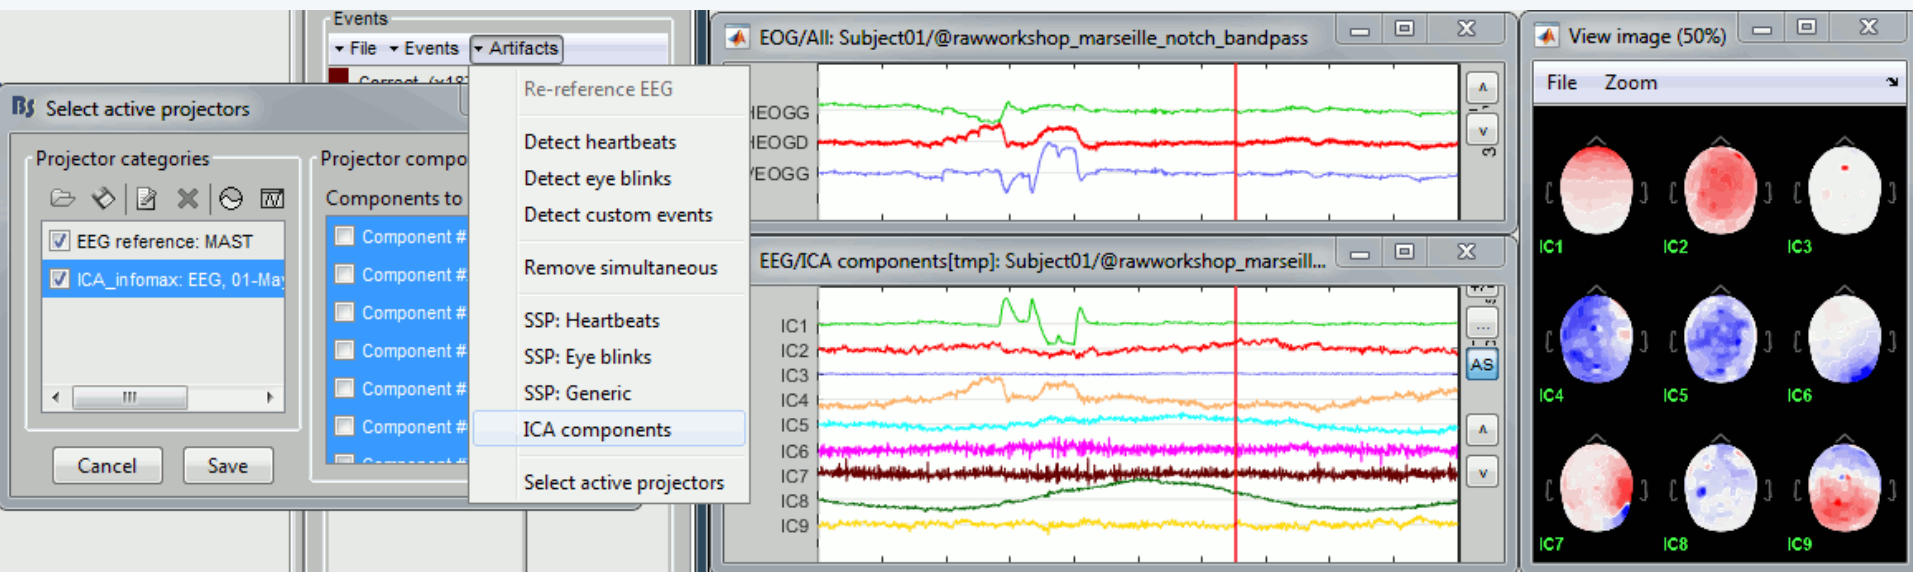 Events
File Events Artifacts
Re-reference EEG
Detect heartbeats
Detect eye blinks
Detect custom events
Remove simultaneous
SSP: Heartbeats
SSP: Eye blinks
SSP: Generic
ICA components
Select active projectors
Select active projectors
Projector categories
EEG reference: MAST
ICA_infomax: EEG, 01-May
Cancel Save
Projector compo
Components to
Component #
Component #
Component #
Component #
Component #
Component #
EOG/All: Subject01/@rawworkshop_marseille_notch_bandpass
HEOGG
HEOGD
VEOGG
EEG/ICA components[tmp]: Subject01/@rawworkshop_marseill...
IC1
IC2
IC3
IC4
IC5
IC6
IC7
IC8
IC9
...
AS
View image (50%)
File Zoom
IC1 IC2 IC3
IC4 IC5 IC6
IC7 IC8 IC9